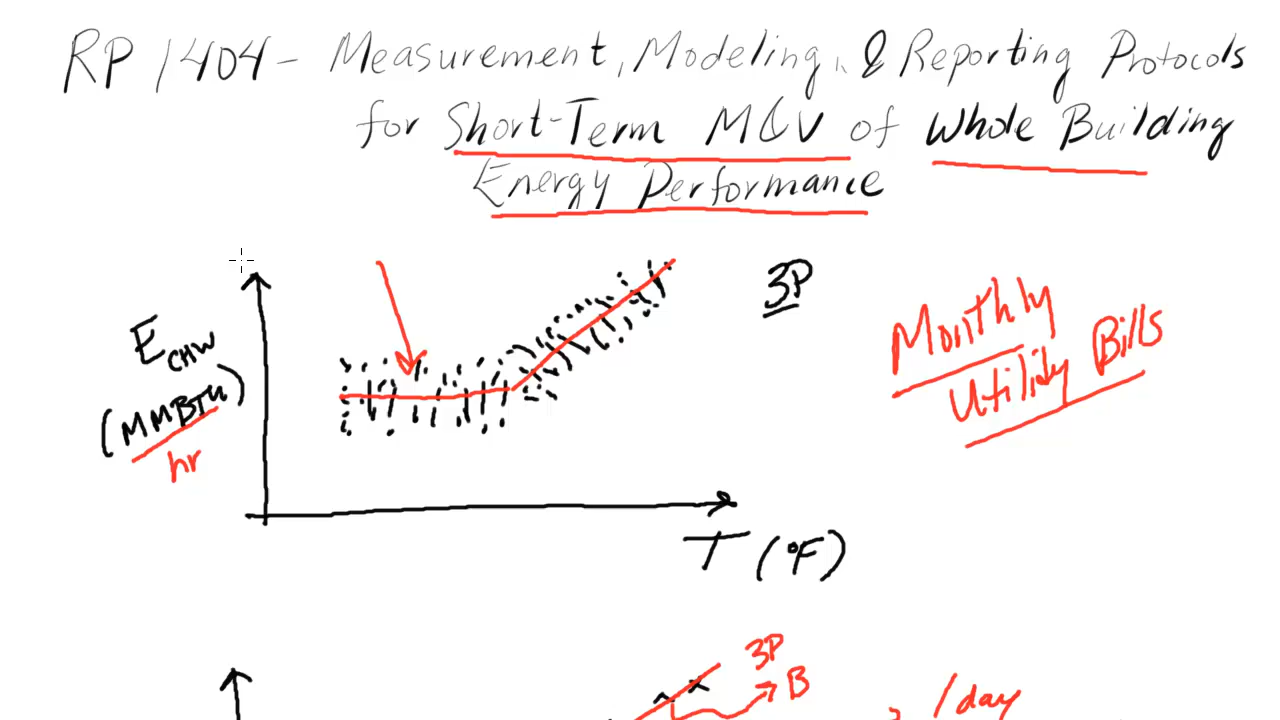 RP 1404 - Measurement, Modeling, & Reporting Protocols
for Short-Term M&V of Whole Building
Energy Performance
3P
Monthly
Utility Bills
E CHW
(MMBTU)
hr
T (°F)
3P
B
/day